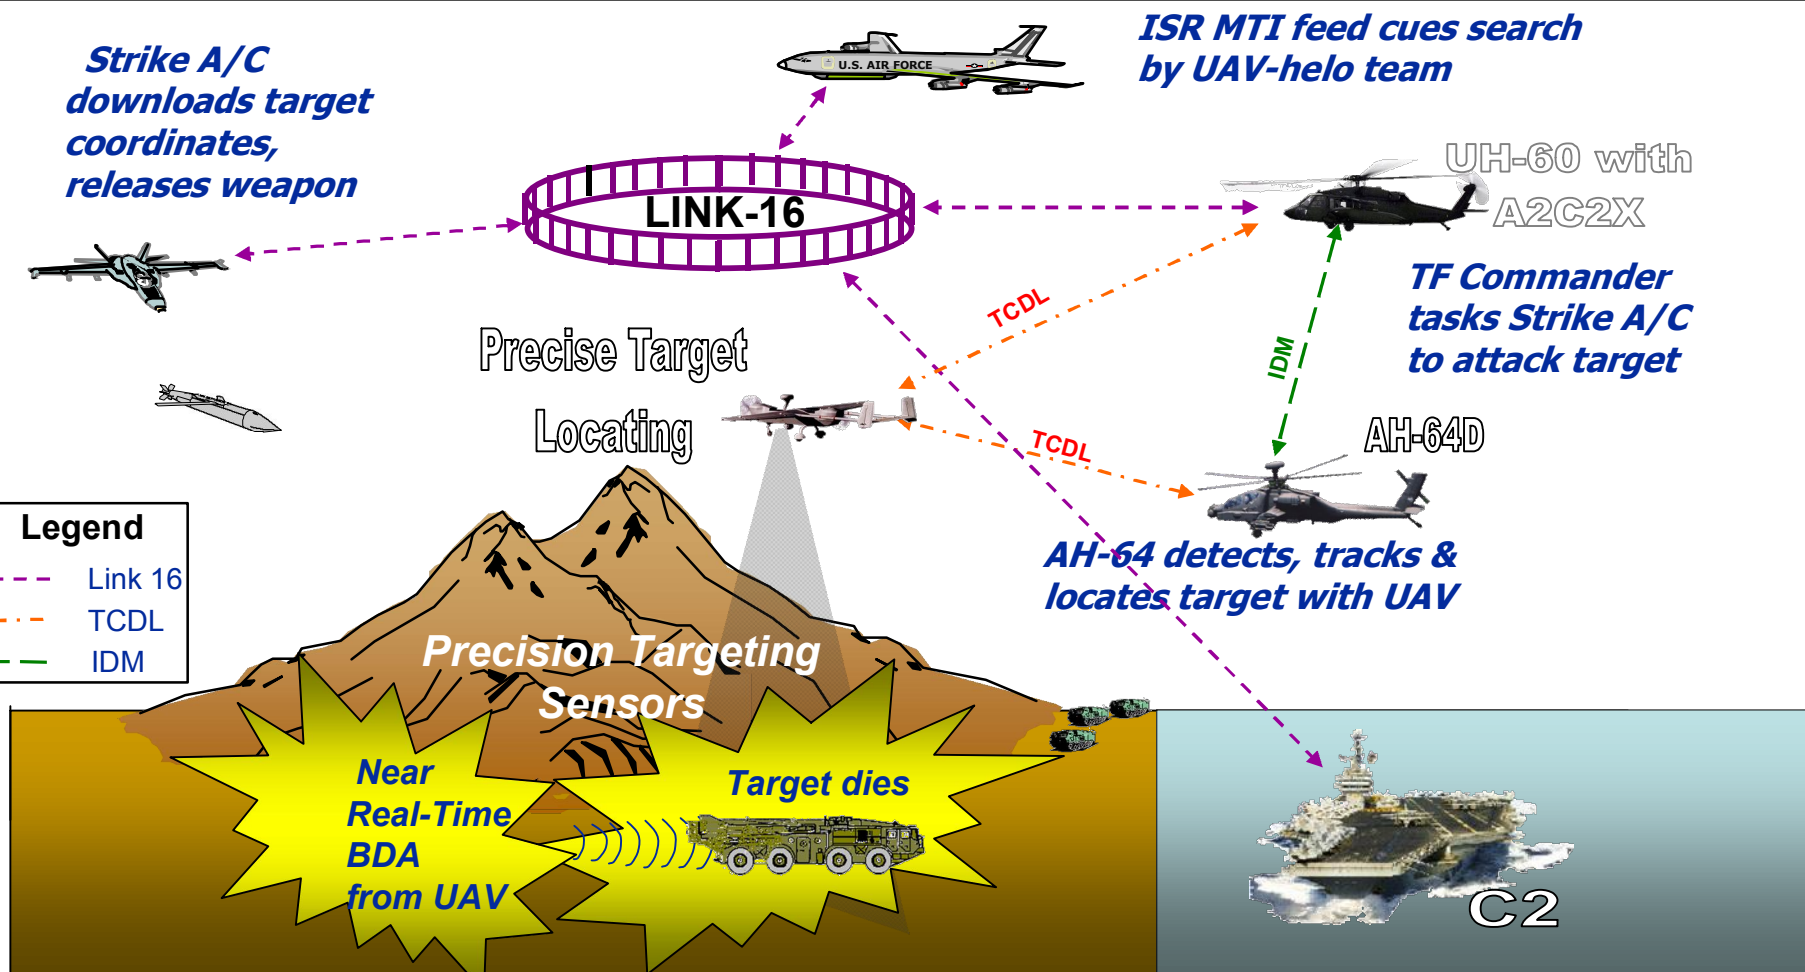 Strike A/C
downloads target
coordinates,
releases weapon
U.S. AIR FORCE
ISR MTI feed cues search
by UAV-helo team
LINK-16
UH-60 with
A2C2X
TF Commander
tasks Strike A/C
to attack target
TCDL
IDM
Precise Target
Locating
TCDL
AH-64D
AH-64 detects, tracks &
locates target with UAV
Legend
Link 16
TCDL
IDM
Precision Targeting
Sensors
Near
Real-Time
BDA
from UAV
Target dies
C2